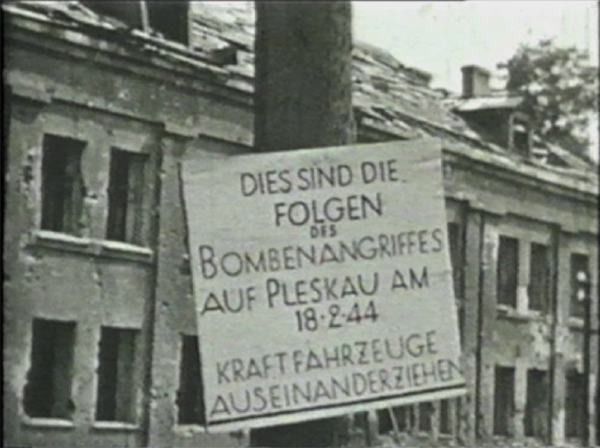 DIES SIND DIE
FOLGEN
DES
BOMBENANGRIFFES
AUF PLESKAU AM
18·2·44
KRAFTFAHRZEUGE
AUSEINANDERZIEHEN